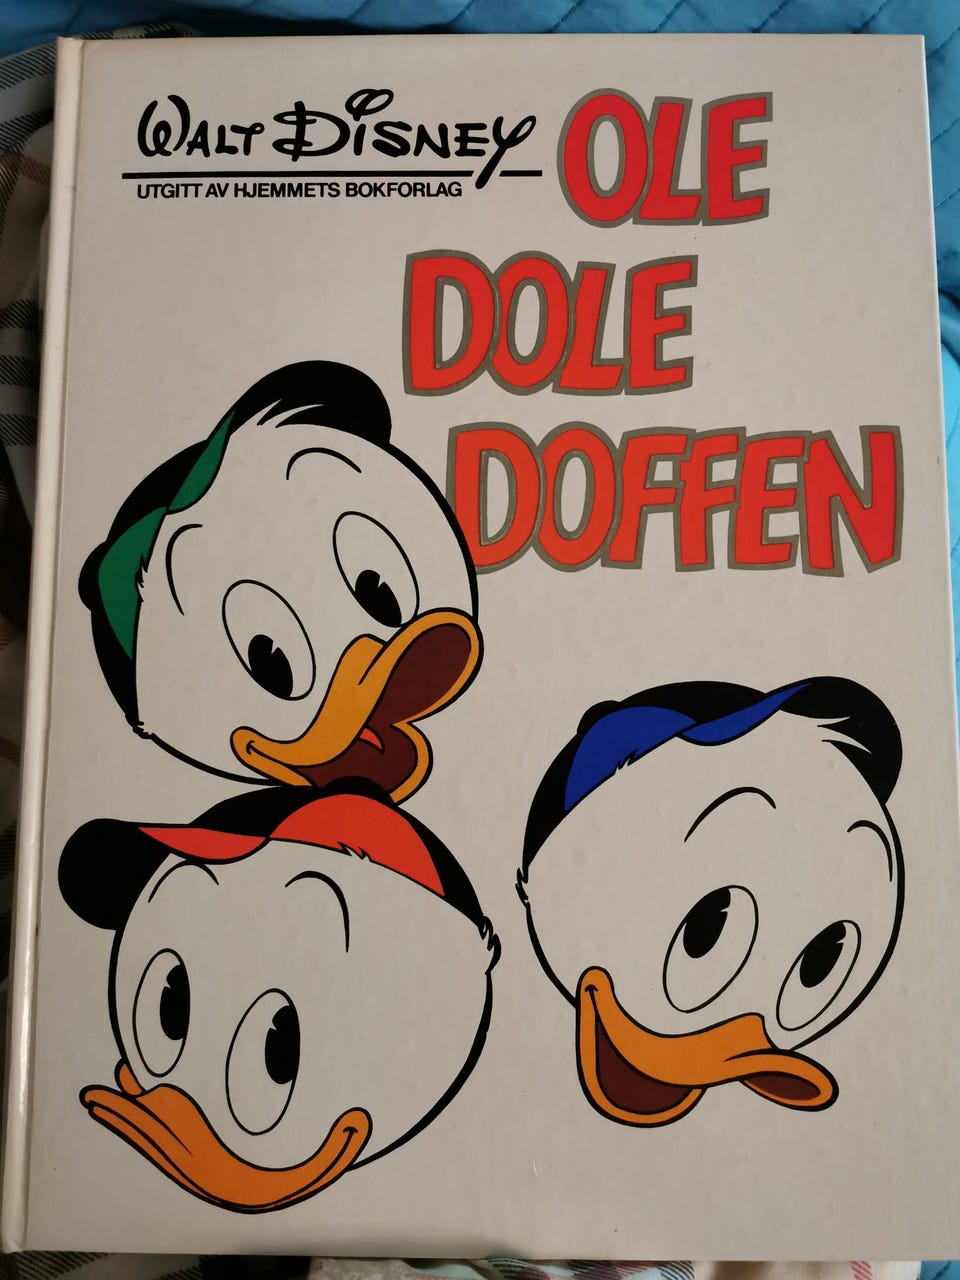 WALT DISNEY
UTGITT AV HJEMMETS BOKFORLAG
OLE
DOLE
DOFFEN